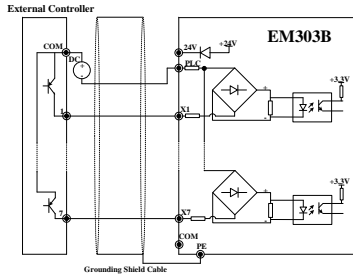 External Controller
COM
DC
24V
+24V
PLC
EM303B
+3.3V
+
-
1
X1
+3.3V
+
-
7
X7
COM
PE
Grounding Shield Cable